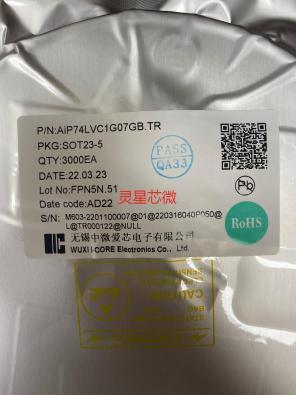 P/N:AiP74LVC1G07GB.TR
PKG:SOT23-5
QTY:3000EA
PASS
QA33
DATE: 22.03.23
Lot No:FPN5N.51
灵星芯微
Date code:AD22
Pb
S/N: M603-2201100007@01@220316040P050@
L@TR000122@NULL
RoHS
无锡中微爱芯电子有限公司
WUXI I-CORE Electronics Co., Ltd.
CAUTION